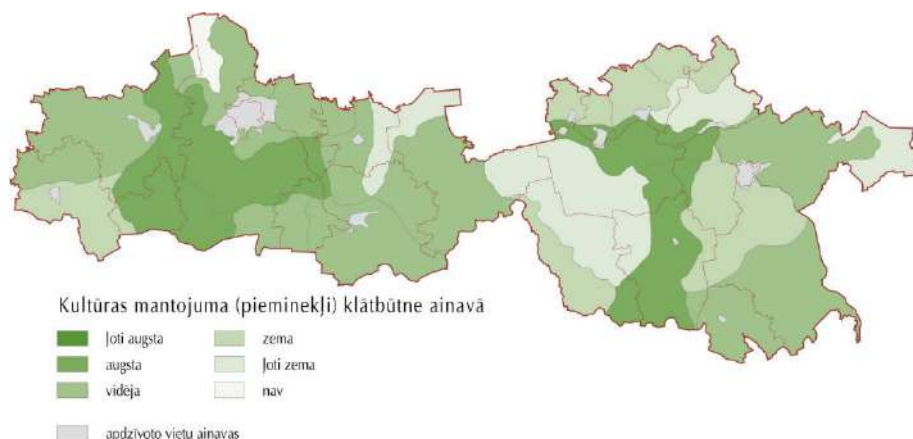 Kultūras mantojuma (pieminekļi) klātbūtne ainavā
ļoti augsta
augsta
vidēja
zema
ļoti zema
nav
apdzīvoto vietu ainavas